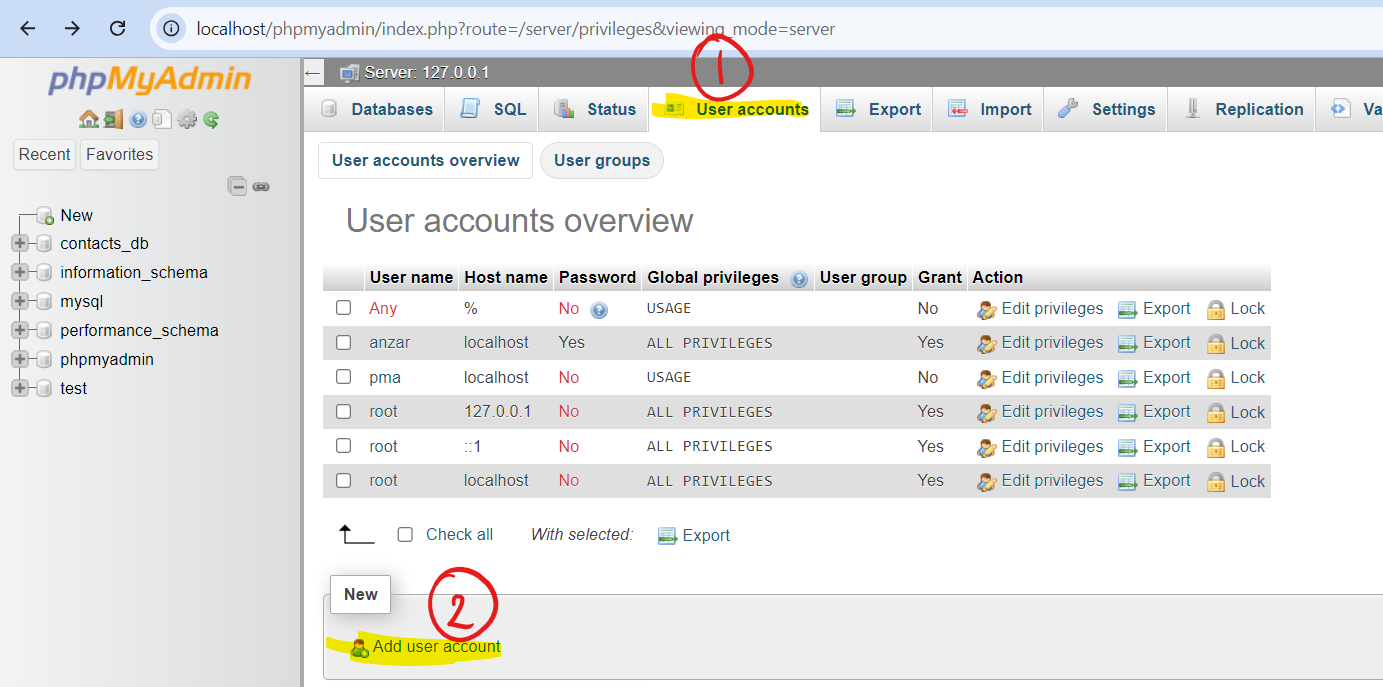 localhost/phpmyadmin/index.php?route=/server/privileges&viewing_mode=server
phpMyAdmin
Recent Favorites
New
contacts_db
information_schema
mysql
performance_schema
phpmyadmin
test
Server: 127.0.0.1
1
Databases SQL Status User accounts Export Import Settings Replication Va
User accounts overview User groups
User accounts overview
User name Host name Password Global privileges User group Grant Action
Any % No USAGE No Edit privileges Export Lock
anzar localhost Yes ALL PRIVILEGES Yes Edit privileges Export Lock
pma localhost No USAGE No Edit privileges Export Lock
root 127.0.0.1 No ALL PRIVILEGES Yes Edit privileges Export Lock
root ::1 No ALL PRIVILEGES Yes Edit privileges Export Lock
root localhost No ALL PRIVILEGES Yes Edit privileges Export Lock
Check all With selected: Export
New
2
Add user account